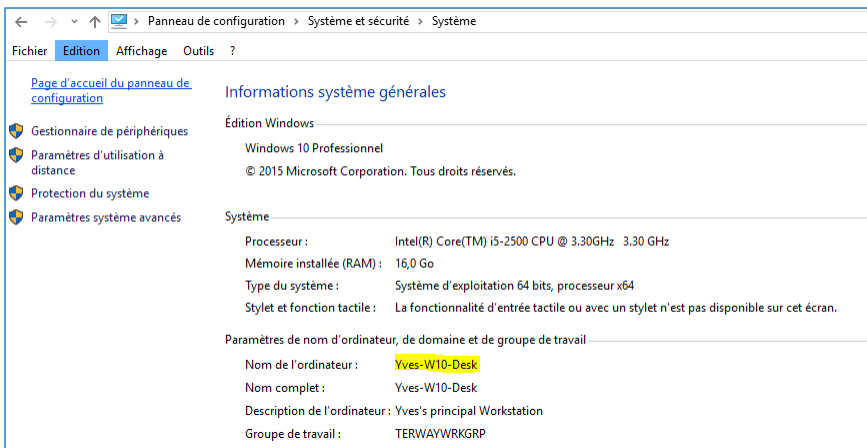 Panneau de configuration › Système et sécurité › Système
Fichier Edition Affichage Outils ?
Page d'accueil du panneau de
configuration
Gestionnaire de périphériques
Paramètres d'utilisation à
distance
Protection du système
Paramètres système avancés
Informations système générales
Édition Windows
Windows 10 Professionnel
© 2015 Microsoft Corporation. Tous droits réservés.
Système
Processeur : Intel(R) Core(TM) i5-2500 CPU @ 3.30GHz 3.30 GHz
Mémoire installée (RAM) : 16,0 Go
Type du système : Système d'exploitation 64 bits, processeur x64
Stylet et fonction tactile : La fonctionnalité d'entrée tactile ou avec un stylet n'est pas disponible sur cet écran.
Paramètres de nom d'ordinateur, de domaine et de groupe de travail
Nom de l'ordinateur : Yves-W10-Desk
Nom complet : Yves-W10-Desk
Description de l'ordinateur : Yves's principal Workstation
Groupe de travail : TERWAYWRKGRP